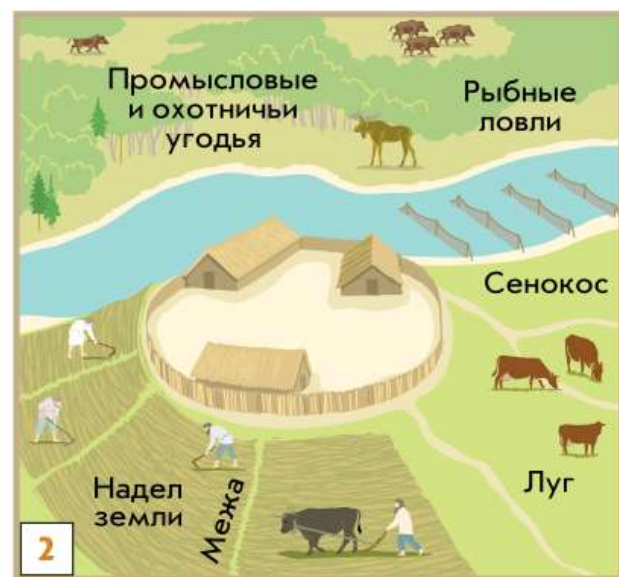 Промысловые
и охотничьи
угодья
Рыбные
ловли
Сенокос
Луг
Надел
земли
Межа
2